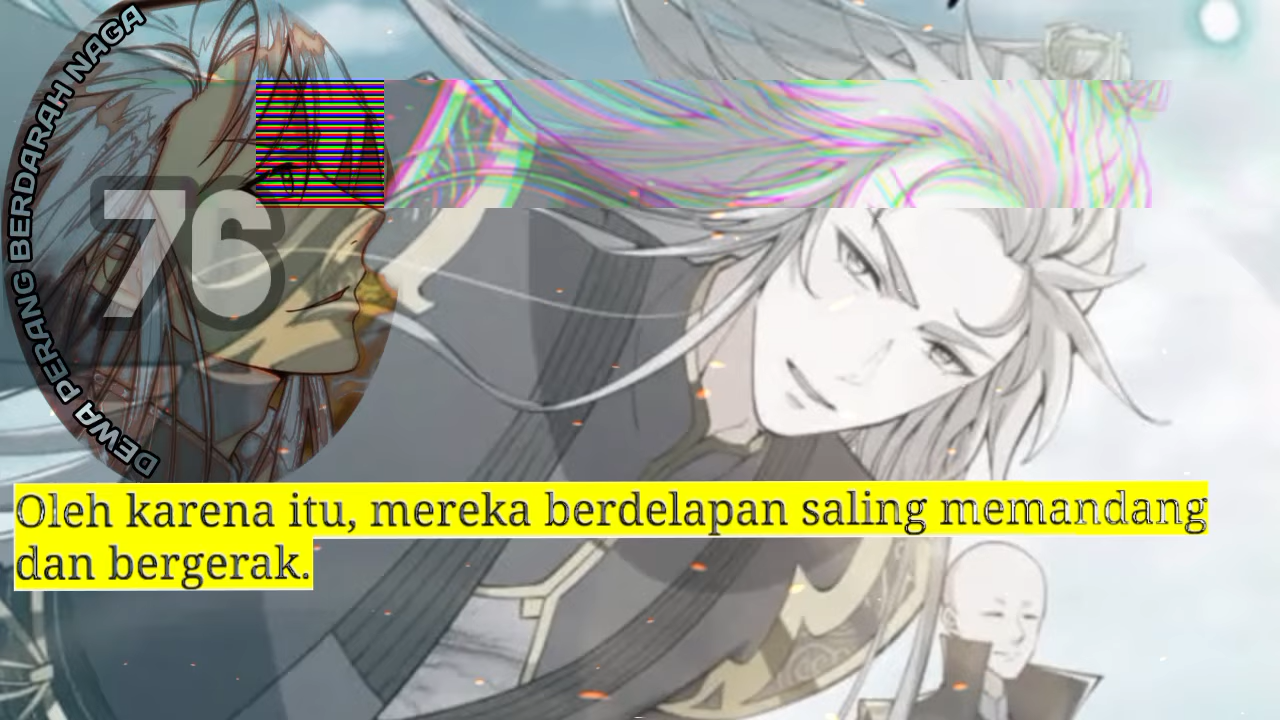 DEWA PERANG BERDARAH NAGA
76
Oleh karena itu, mereka berdelapan saling memandang
dan bergerak.